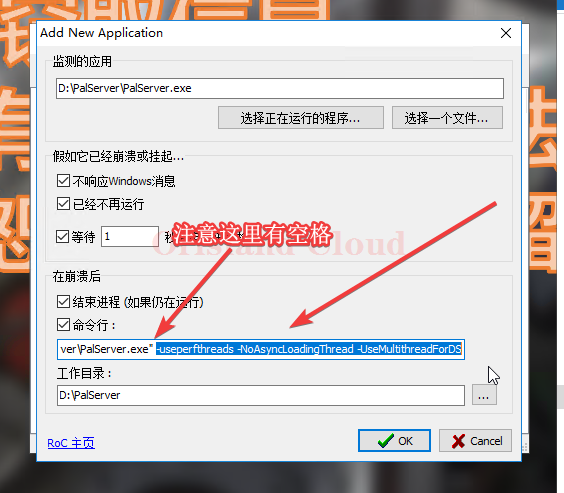 Add New Application
监测的应用
D:\PalServer\PalServer.exe
选择正在运行的程序...
选择一个文件...
假如它已经崩溃或挂起...
不响应Windows消息
已经不再运行
等待 1 秒
注意这里有空格
Cloud
在崩溃后
结束进程 (如果仍在运行)
命令行：
ver\PalServer.exe" -useperfthreads -NoAsyncLoadingThread -UseMultithreadForDS
工作目录：
D:\PalServer
...
RoC 主页
OK
Cancel